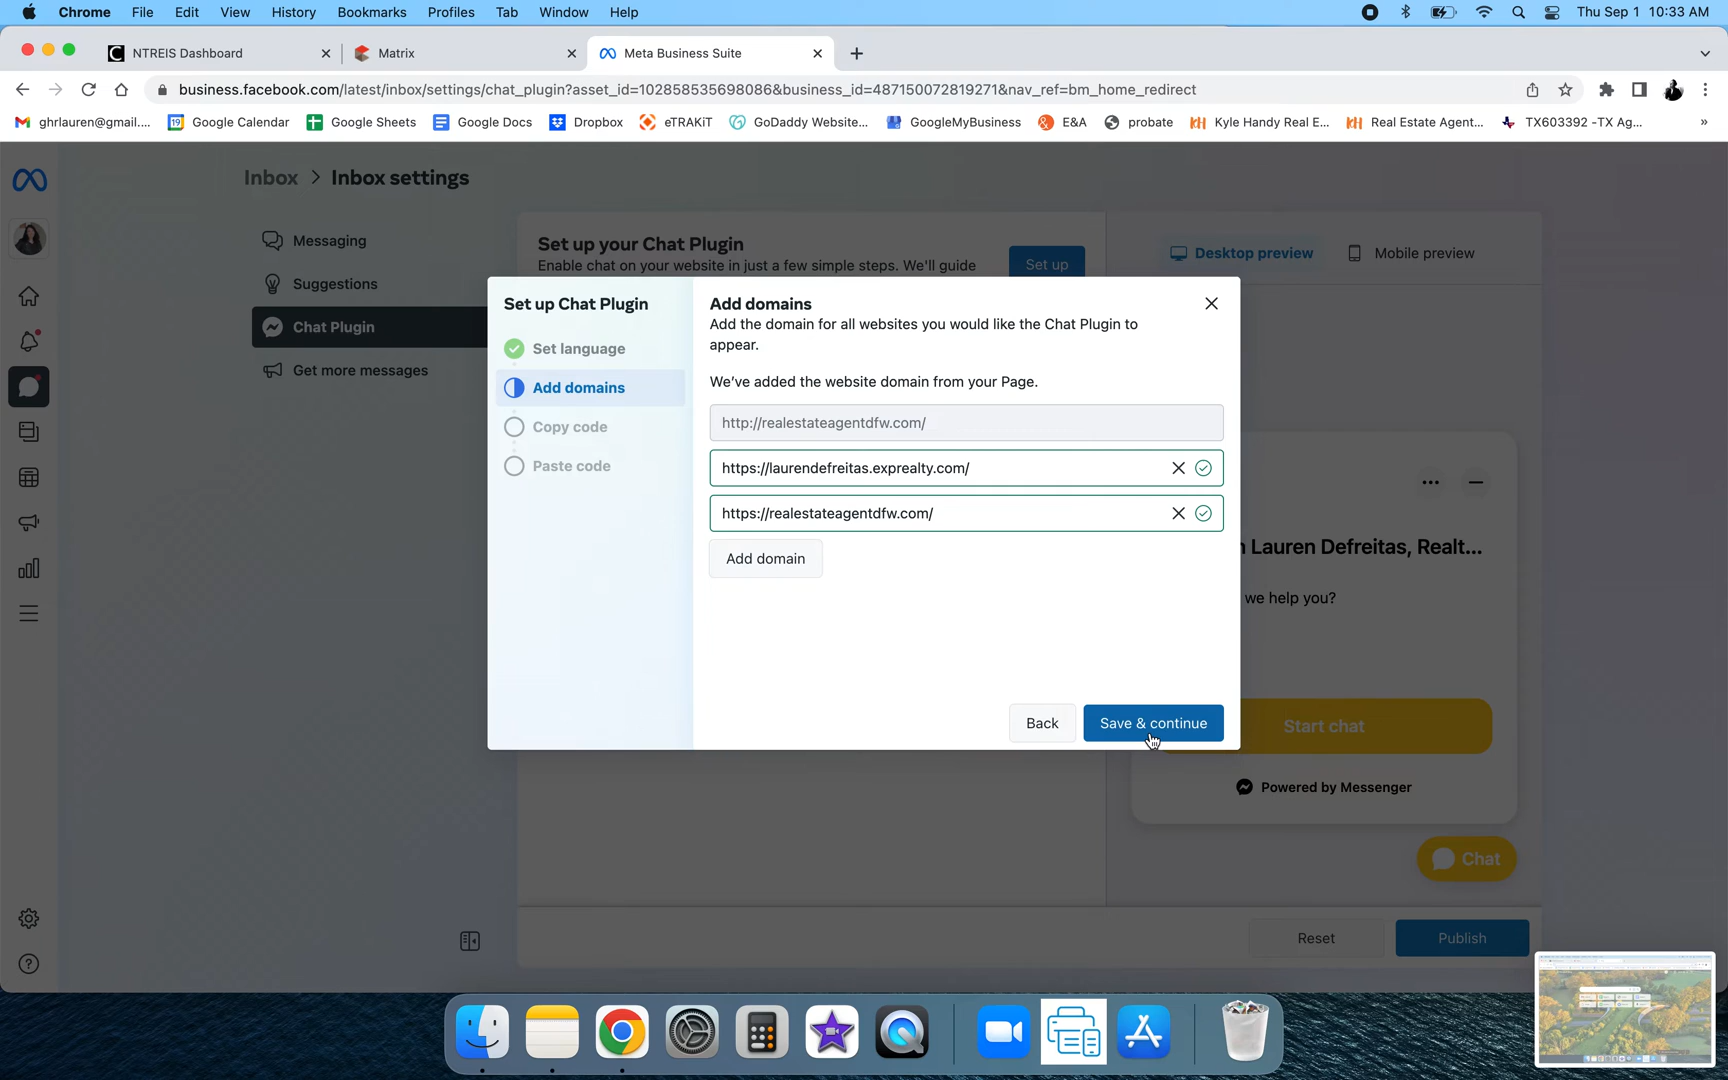 Chrome File Edit View History Bookmarks Profiles Tab Window Help Thu Sep 1 10:33 AM
NTREIS Dashboard Matrix Meta Business Suite
business.facebook.com/latest/inbox/settings/chat_plugin?asset_id=102858535698086&business_id=487150072819271&nav_ref=bm_home_redirect
ghrlauren@gmail.... 19 Google Calendar Google Sheets Google Docs Dropbox eTRAKiT GoDaddy Website... GoogleMyBusiness E&A probate KH Kyle Handy Real E... KH Real Estate Agent... TX603392 -TX Ag... »
Inbox > Inbox settings
Messaging
Suggestions
Chat Plugin
Get more messages
Set up your Chat Plugin
Enable chat on your website in just a few simple steps. We'll guide
Set up
Desktop preview Mobile preview
Set up Chat Plugin
Set language
Add domains
Copy code
Paste code
Add domains
Add the domain for all websites you would like the Chat Plugin to
appear.
We've added the website domain from your Page.
http://realestateagentdfw.com/
https://laurendefreitas.exprealty.com/
https://realestateagentdfw.com/
Add domain
Back Save & continue
Lauren Defreitas, Realt...
we help you?
Start chat
Powered by Messenger
Chat
Reset Publish